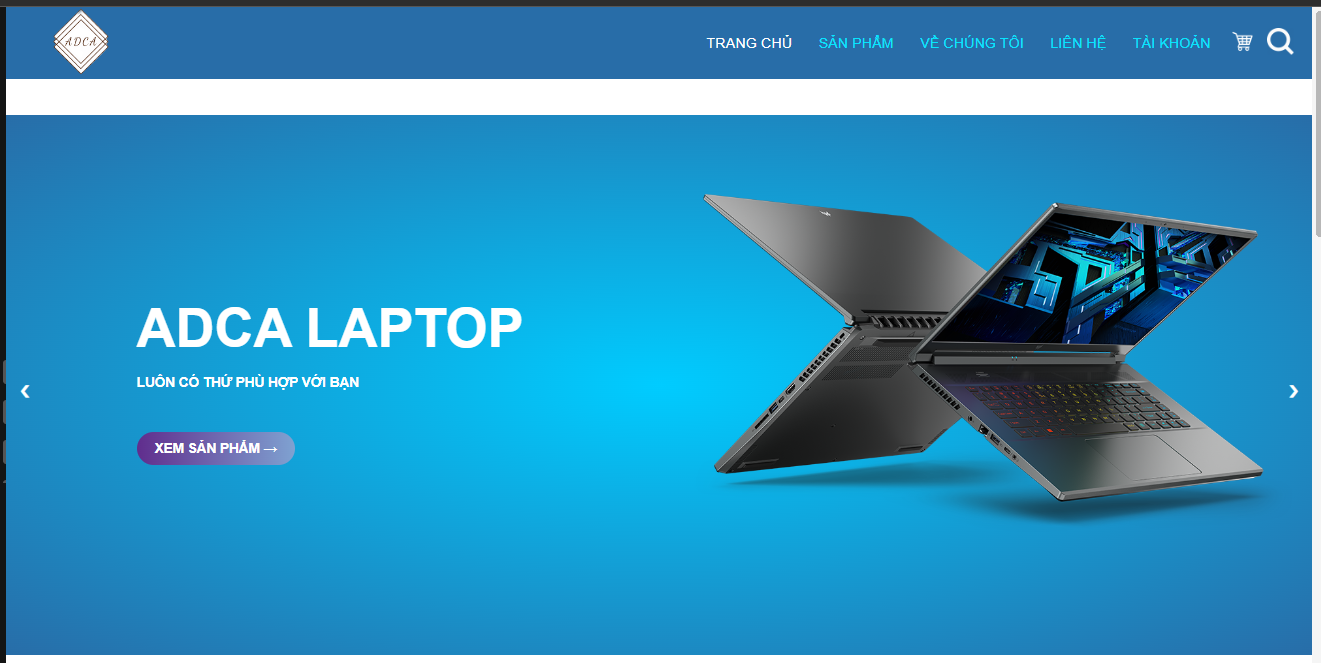 ADCA
TRANG CHỦ SẢN PHẨM VỀ CHÚNG TÔI LIÊN HỆ TÀI KHOẢN
ADCA LAPTOP
LUÔN CÓ THỨ PHÙ HỢP VỚI BẠN
XEM SẢN PHẨM →